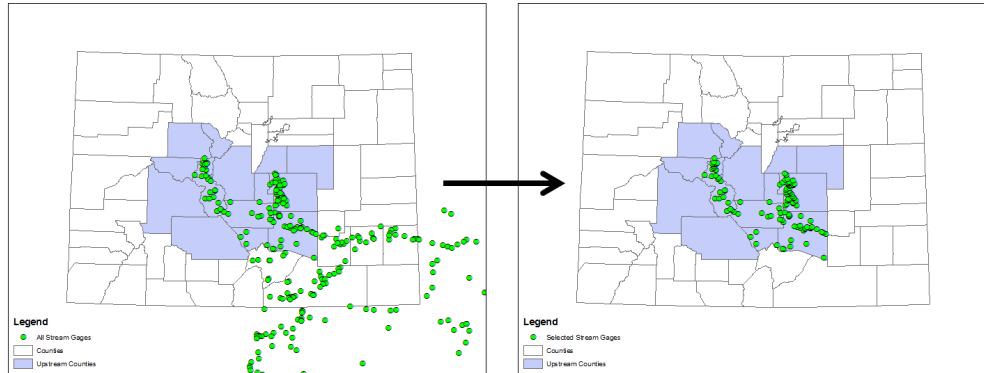 Legend
All Stream Gages
Counties
Upstream Counties
Legend
Selected Stream Gages
Counties
Upstream Counties